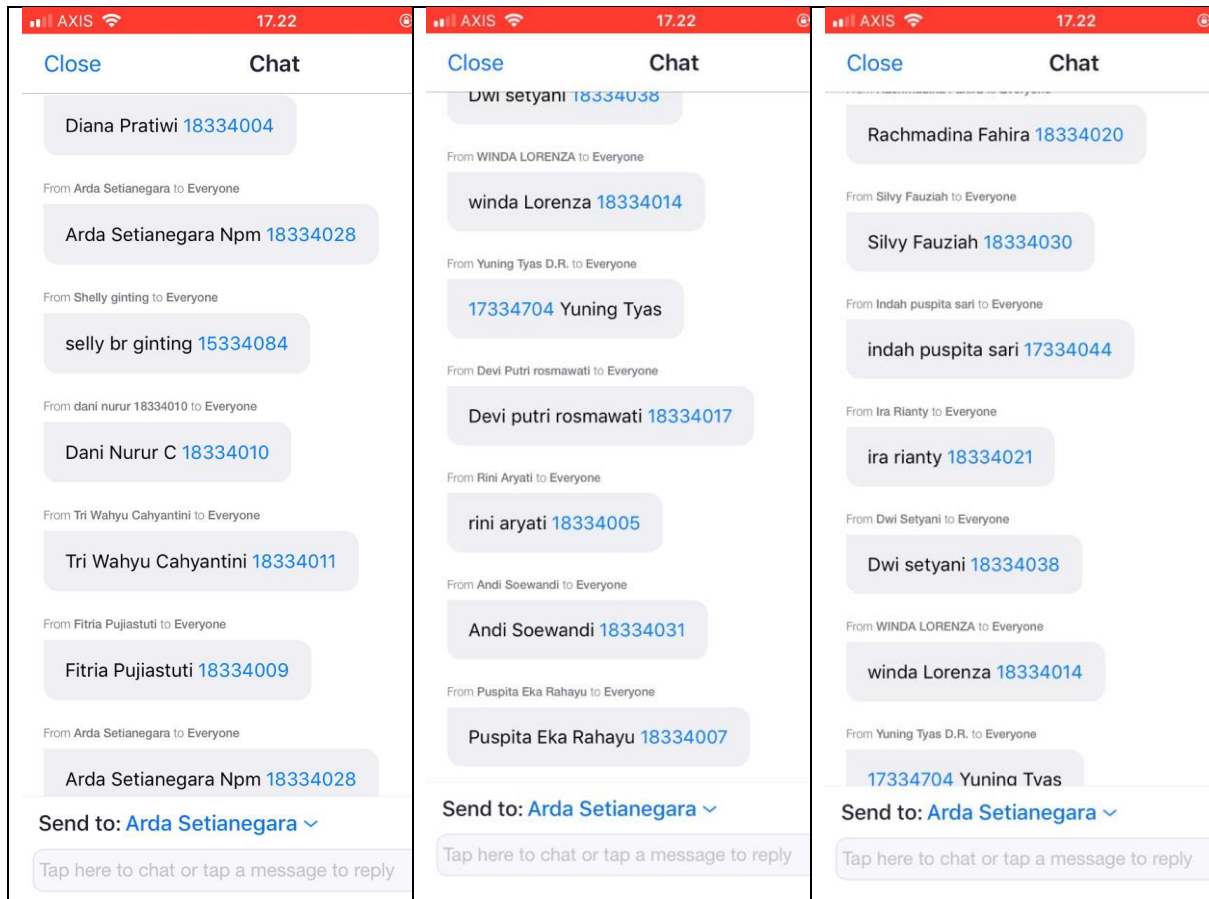 AXIS 17.22
Close Chat
Diana Pratiwi 18334004
From Arda Setianegara to Everyone
Arda Setianegara Npm 18334028
From Shelly ginting to Everyone
selly br ginting 15334084
From dani nurur 18334010 to Everyone
Dani Nurur C 18334010
From Tri Wahyu Cahyantini to Everyone
Tri Wahyu Cahyantini 18334011
From Fitria Pujiastuti to Everyone
Fitria Pujiastuti 18334009
From Arda Setianegara to Everyone
Arda Setianegara Npm 18334028
Send to: Arda Setianegara
Tap here to chat or tap a message to reply
AXIS 17.22
Close Chat
Dwi setyani 18334038
From WINDA LORENZA to Everyone
winda Lorenza 18334014
From Yuning Tyas D.R. to Everyone
17334704 Yuning Tyas
From Devi Putri rosmawati to Everyone
Devi putri rosmawati 18334017
From Rini Aryati to Everyone
rini aryati 18334005
From Andi Soewandi to Everyone
Andi Soewandi 18334031
From Puspita Eka Rahayu to Everyone
Puspita Eka Rahayu 18334007
Send to: Arda Setianegara
Tap here to chat or tap a message to reply
AXIS 17.22
Close Chat
From Rachmadina Fahira to Everyone
Rachmadina Fahira 18334020
From Silvy Fauziah to Everyone
Silvy Fauziah 18334030
From Indah puspita sari to Everyone
indah puspita sari 17334044
From Ira Rianty to Everyone
ira rianty 18334021
From Dwi Setyani to Everyone
Dwi setyani 18334038
From WINDA LORENZA to Everyone
winda Lorenza 18334014
From Yuning Tyas D.R. to Everyone
17334704 Yuning Tyas
Send to: Arda Setianegara
Tap here to chat or tap a message to reply